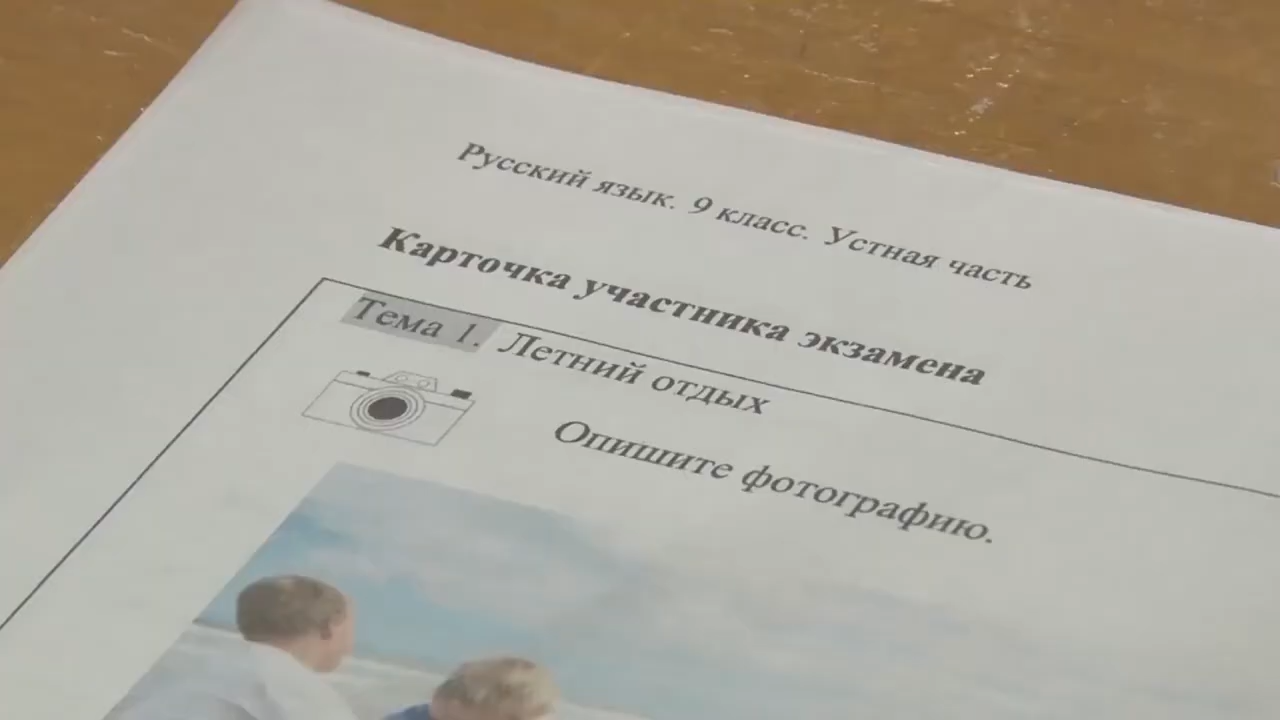 Русский язык. 9 класс. Устная часть
Карточка участника экзамена
Тема 1. Летний отдых
Опишите фотографию.